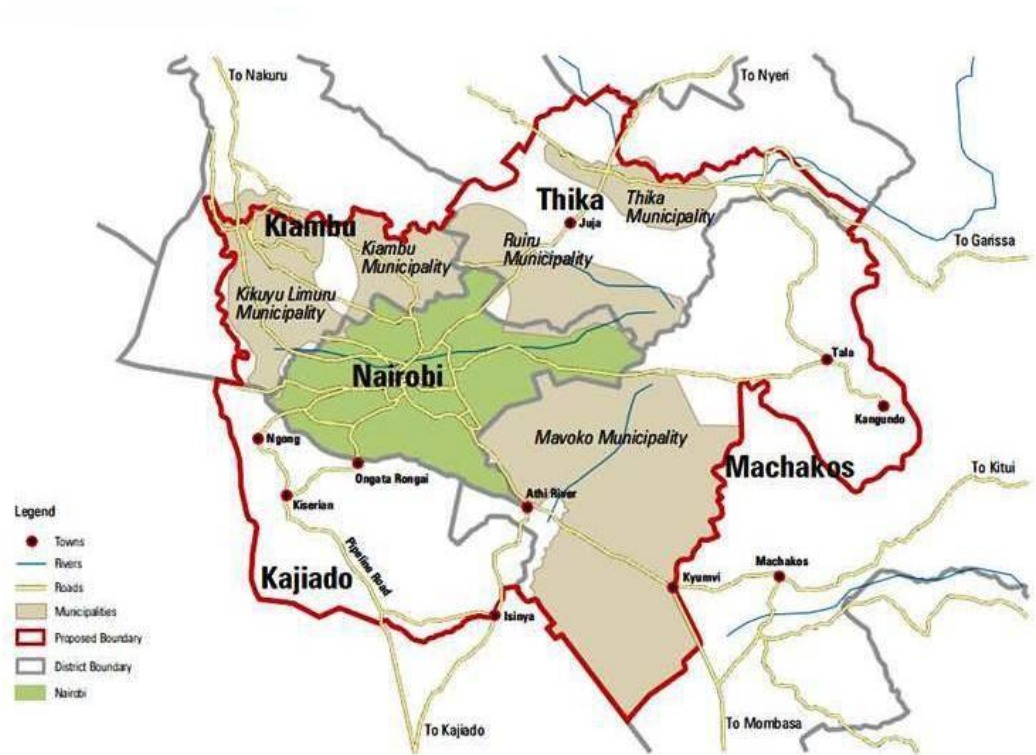 To Nakuru
To Nyeri
Thika
Thika
Municipality
Juja
Kiambu
Kiambu
Municipality
Ruiru
Municipality
To Garissa
Kikuyu Limuru
Municipality
Nairobi
Tala
Kangundo
Ngong
Mavoko Municipality
Machakos
Ongata Rongai
To Kitui
Kiserian
Athi River
Legend
Towns
Rivers
Roads
Municipalities
Proposed Boundary
District Boundary
Nairobi
Pipeline Road
Kajiado
Machakos
Kyumvi
Isinya
To Kajiado
To Mombasa